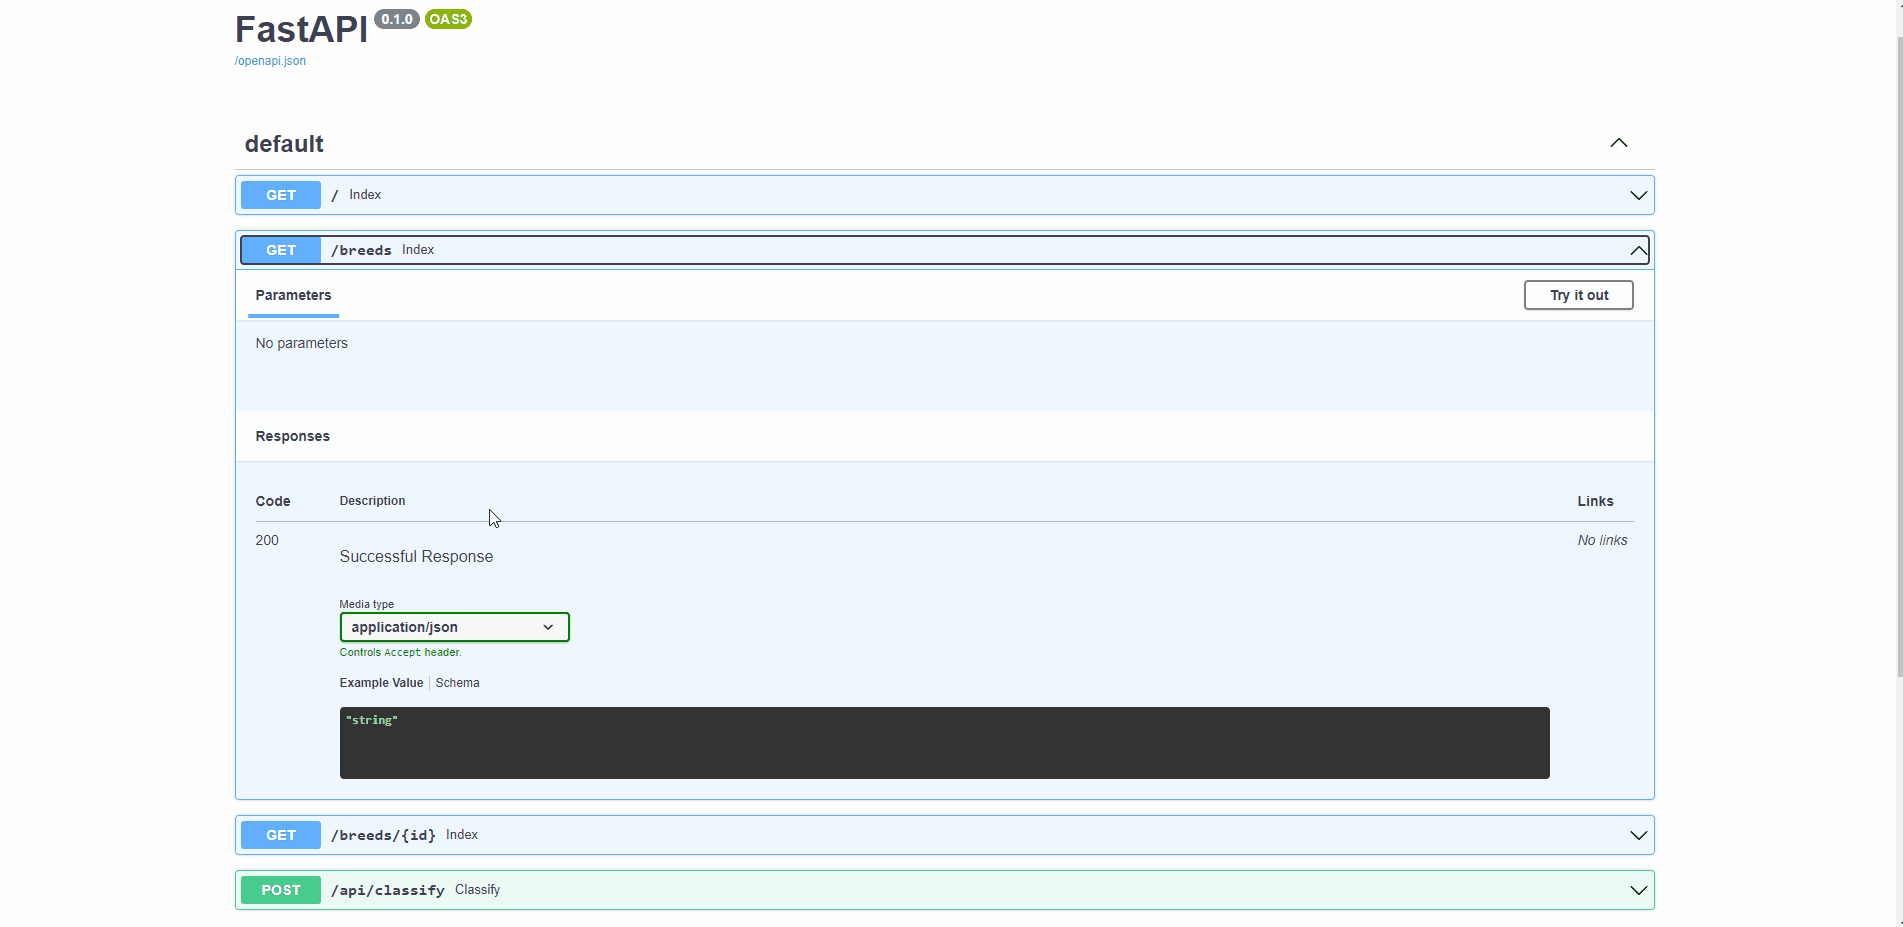 FastAPI 0.1.0 OAS3
/openapi.json
default
GET / Index
GET /breeds Index
Parameters Try it out
No parameters
Responses
Code Description Links
200 No links
Successful Response
Media type
application/json
Controls Accept header.
Example Value Schema
"string"
GET /breeds/{id} Index
POST /api/classify Classify